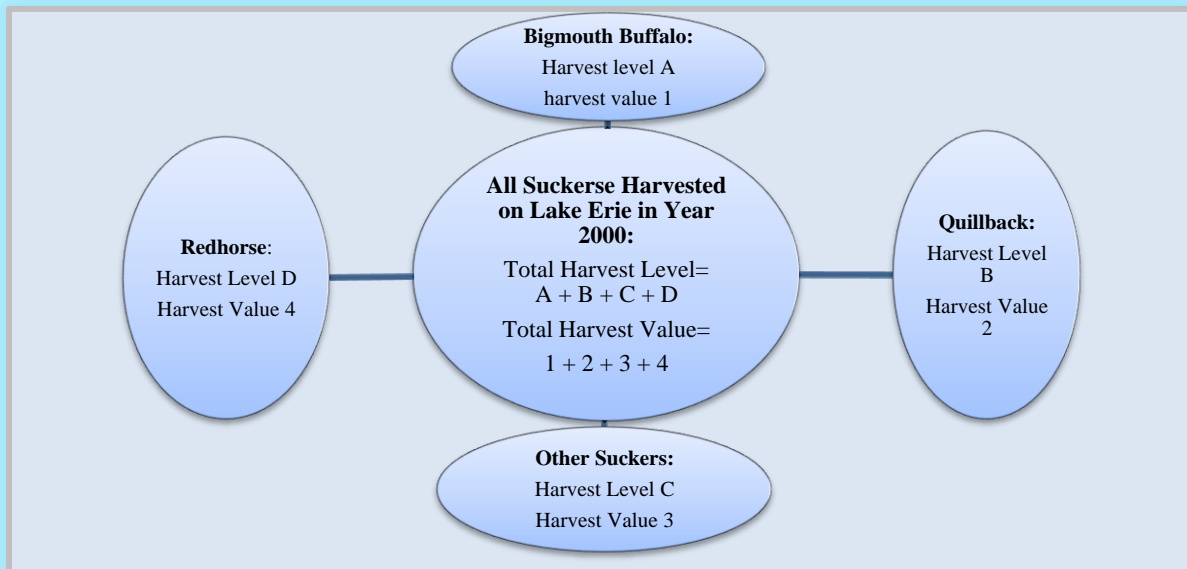 Bigmouth Buffalo:
Harvest level A
harvest value 1
All Suckerse Harvested
on Lake Erie in Year
2000:
Total Harvest Level=
A + B + C + D
Total Harvest Value=
1 + 2 + 3 + 4
Redhorse:
Harvest Level D
Harvest Value 4
Quillback:
Harvest Level
B
Harvest Value
2
Other Suckers:
Harvest Level C
Harvest Value 3